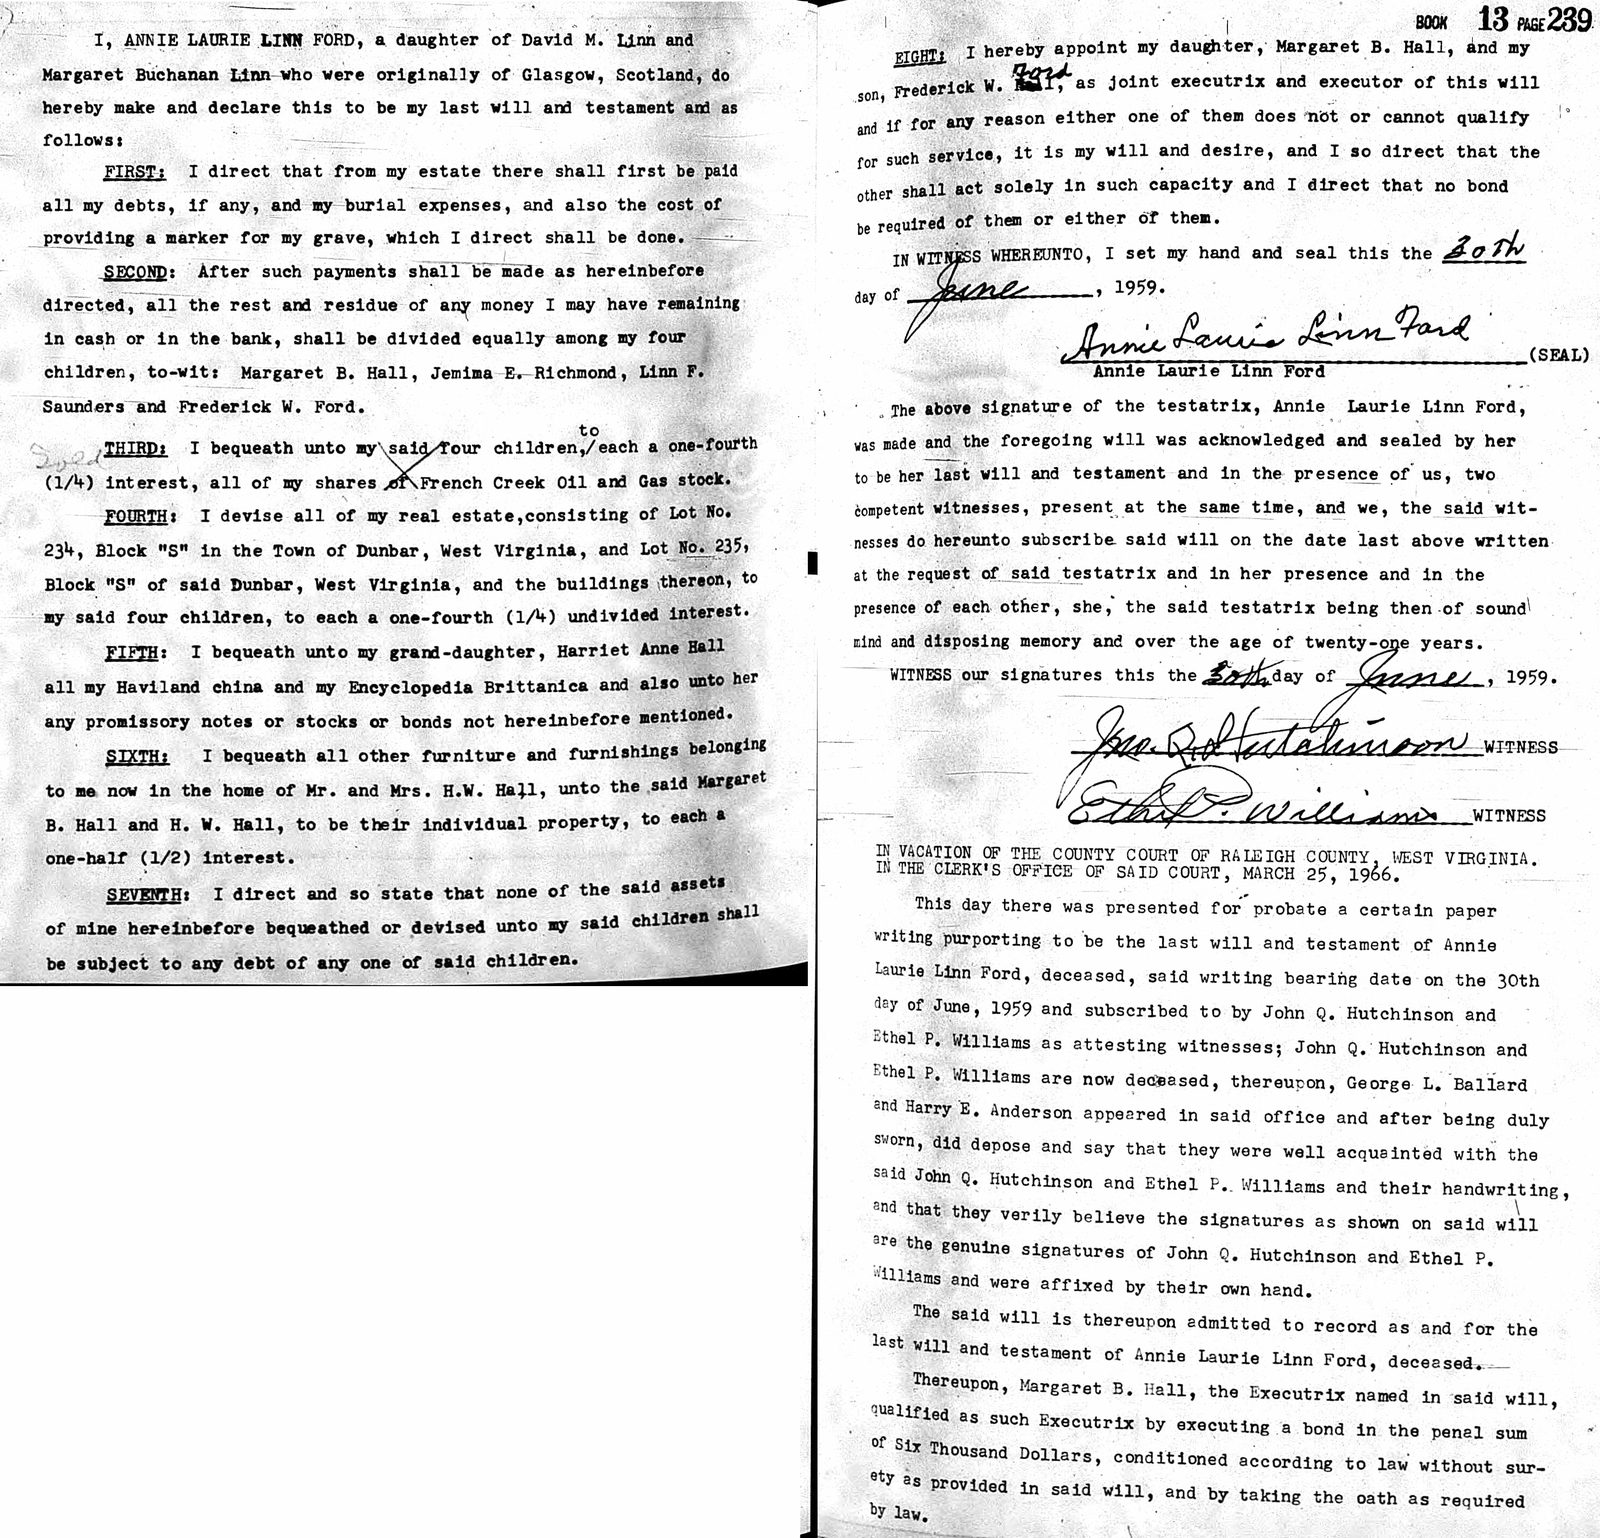 I, ANNIE LAURIE LINN FORD, a daughter of David M. Linn and
Margaret Buchanan Linn who were originally of Glasgow, Scotland, do
hereby make and declare this to be my last will and testament and as
follows:
FIRST: I direct that from my estate there shall first be paid
all my debts, if any, and my burial expenses, and also the cost of
providing a marker for my grave, which I direct shall be done.
SECOND: After such payments shall be made as hereinbefore
directed, all the rest and residue of any money I may have remaining
in cash or in the bank, shall be divided equally among my four
children, to-wit: Margaret B. Hall, Jemima E. Richmond, Linn F.
Saunders and Frederick W. Ford.
to
Sold THIRD: I bequeath unto my said four children,/each a one-fourth
(1/4) interest, all of my shares of French Creek Oil and Gas stock.
FOURTH: I devise all of my real estate,consisting of Lot No.
234, Block "S" in the Town of Dunbar, West Virginia, and Lot No. 235,
Block "S" of said Dunbar, West Virginia, and the buildings thereon, to
my said four children, to each a one-fourth (1/4) undivided interest.
FIFTH: I bequeath unto my grand-daughter, Harriet Anne Hall
all my Haviland china and my Encyclopedia Brittanica and also unto her
any promissory notes or stocks or bonds not hereinbefore mentioned.
SIXTH: I bequeath all other furniture and furnishings belonging
to me now in the home of Mr. and Mrs. H.W. Hall, unto the said Margaret
B. Hall and H. W. Hall, to be their individual property, to each a
one-half (1/2) interest.
SEVENTH: I direct and so state that none of the said assets
of mine hereinbefore bequeathed or devised unto my said children shall
be subject to any debt of any one of said children.
BOOK 13 PAGE 239
EIGHT: I hereby appoint my daughter, Margaret B. Hall, and my
son, Frederick W. Ford, as joint executrix and executor of this will
and if for any reason either one of them does not or cannot qualify
for such service, it is my will and desire, and I so direct that the
other shall act solely in such capacity and I direct that no bond
be required of them or either of them.
IN WITNESS WHEREUNTO, I set my hand and seal this the 30th
day of June, 1959.
Annie Laurie Linn Ford
(SEAL)
Annie Laurie Linn Ford
The above signature of the testatrix, Annie Laurie Linn Ford,
was made and the foregoing will was acknowledged and sealed by her
to be her last will and testament and in the presence of us, two
competent witnesses, present at the same time, and we, the said wit-
nesses do hereunto subscribe said will on the date last above written
at the request of said testatrix and in her presence and in the
presence of each other, she, the said testatrix being then of sound
mind and disposing memory and over the age of twenty-one years.
WITNESS our signatures this the 30th day of June, 1959.
Jno. Q. Hutchinson WITNESS
Ethel P. Williams WITNESS
IN VACATION OF THE COUNTY COURT OF RALEIGH COUNTY, WEST VIRGINIA.
IN THE CLERK'S OFFICE OF SAID COURT, MARCH 25, 1966.
This day there was presented for probate a certain paper
writing purporting to be the last will and testament of Annie
Laurie Linn Ford, deceased, said writing bearing date on the 30th
day of June, 1959 and subscribed to by John Q. Hutchinson and
Ethel P. Williams as attesting witnesses; John Q. Hutchinson and
Ethel P. Williams are now deceased, thereupon, George L. Ballard
and Harry E. Anderson appeared in said office and after being duly
sworn, did depose and say that they were well acquainted with the
said John Q. Hutchinson and Ethel P. Williams and their handwriting,
and that they verily believe the signatures as shown on said will
are the genuine signatures of John Q. Hutchinson and Ethel P.
Williams and were affixed by their own hand.
The said will is thereupon admitted to record as and for the
last will and testament of Annie Laurie Linn Ford, deceased.
Thereupon, Margaret B. Hall, the Executrix named in said will,
qualified as such Executrix by executing a bond in the penal sum
of Six Thousand Dollars, conditioned according to law without sur-
ety as provided in said will, and by taking the oath as required
by law.